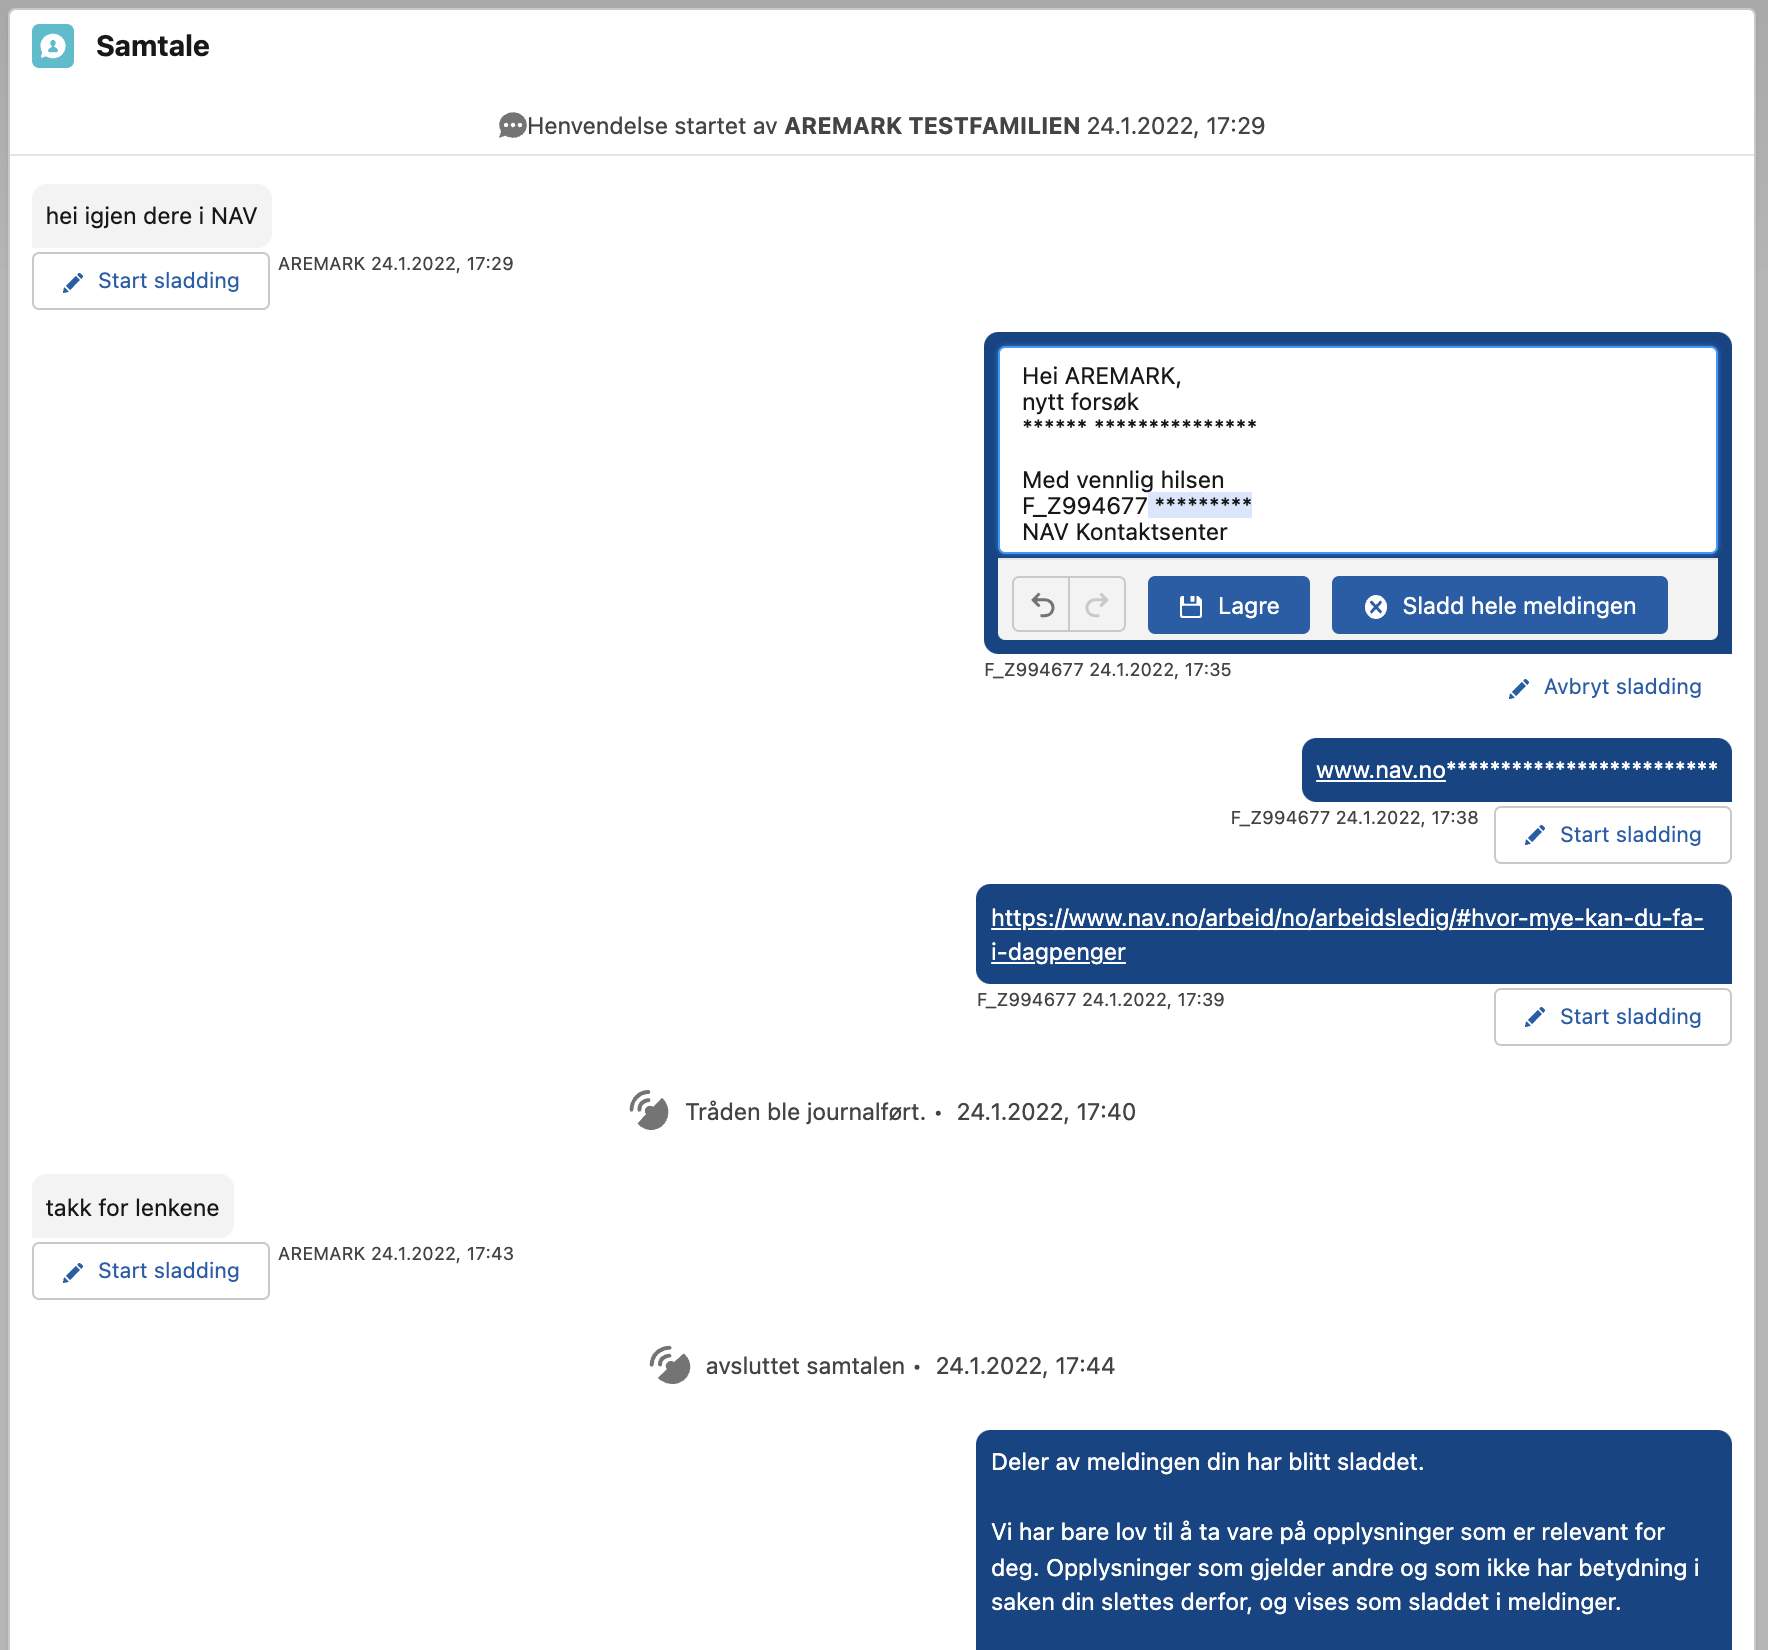 Samtale
Henvendelse startet av AREMARK TESTFAMILIEN 24.1.2022, 17:29
hei igjen dere i NAV
Start sladding
AREMARK 24.1.2022, 17:29
Hei AREMARK,
nytt forsøk
****** ***************
Med vennlig hilsen
F_Z994677 *********
NAV Kontaktsenter
Lagre
Sladd hele meldingen
F_Z994677 24.1.2022, 17:35
Avbryt sladding
www.nav.no*************************
F_Z994677 24.1.2022, 17:38
Start sladding
https://www.nav.no/arbeid/no/arbeidsledig/#hvor-mye-kan-du-fa-
i-dagpenger
F_Z994677 24.1.2022, 17:39
Start sladding
Tråden ble journalført. • 24.1.2022, 17:40
takk for lenkene
Start sladding
AREMARK 24.1.2022, 17:43
avsluttet samtalen • 24.1.2022, 17:44
Deler av meldingen din har blitt sladdet.
Vi har bare lov til å ta vare på opplysninger som er relevant for
deg. Opplysninger som gjelder andre og som ikke har betydning i
saken din slettes derfor, og vises som sladdet i meldinger.